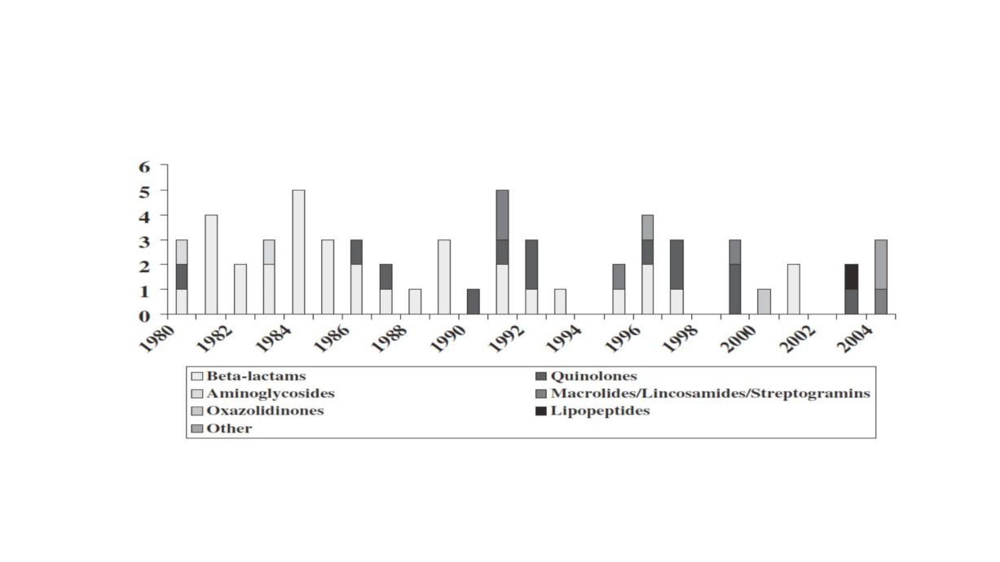 6
5
4
3
2
1
0
1980 1982 1984 1986 1988 1990 1992 1994 1996 1998 2000 2002 2004
Beta-lactams Quinolones
Aminoglycosides Macrolides/Lincosamides/Streptogramins
Oxazolidinones Lipopeptides
Other